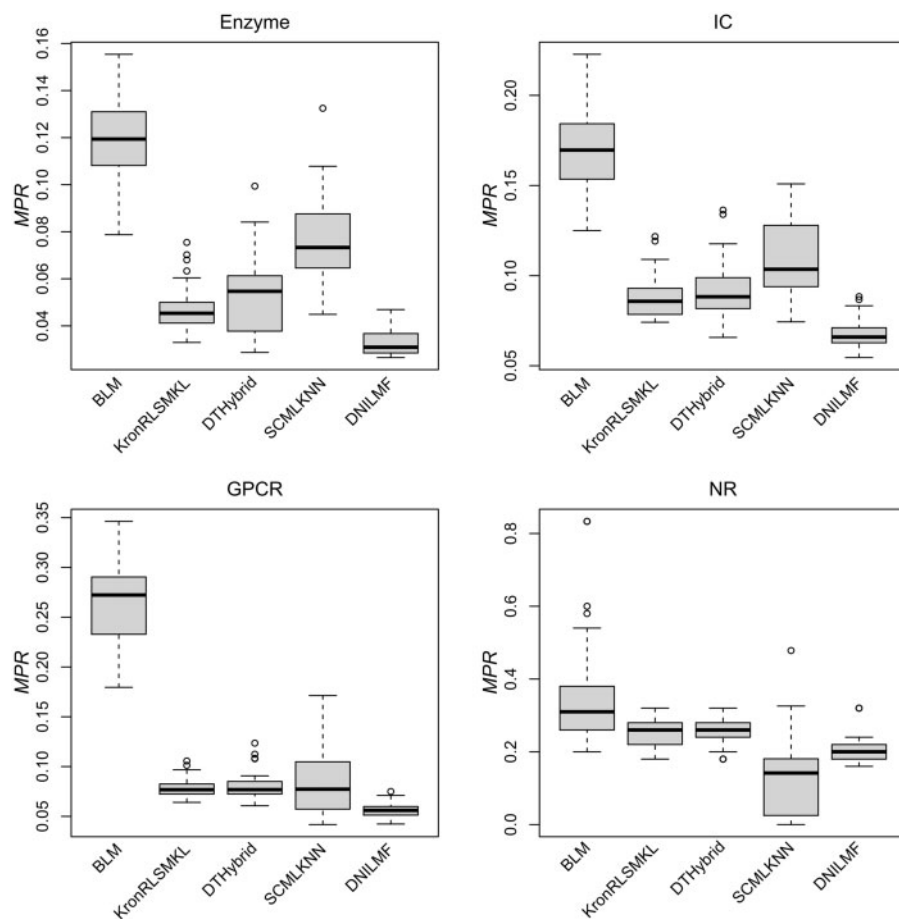 Enzyme
MPR
0.16
0.14
0.12
0.10
0.08
0.06
0.04
BLM
KronRLSMKL
DTHybrid
SCMLKNN
DNILMF
IC
MPR
0.20
0.15
0.10
0.05
BLM
KronRLSMKL
DTHybrid
SCMLKNN
DNILMF
GPCR
MPR
0.35
0.30
0.25
0.20
0.15
0.10
0.05
BLM
KronRLSMKL
DTHybrid
SCMLKNN
DNILMF
NR
MPR
0.8
0.6
0.4
0.2
0.0
BLM
KronRLSMKL
DTHybrid
SCMLKNN
DNILMF